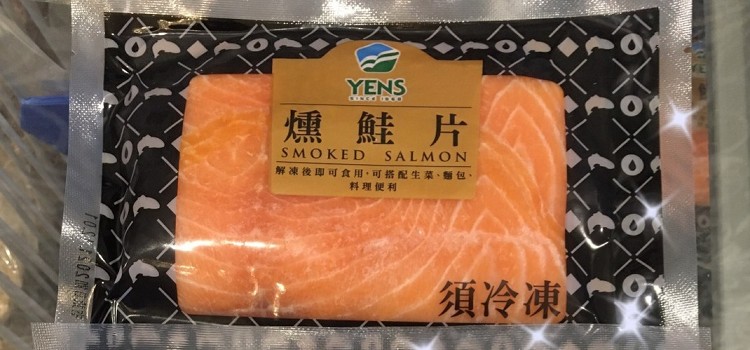 YENS
燻鮭片
SMOKED SALMON
解凍後即可食用，可搭配生菜、麵包、
料理便利
須冷凍